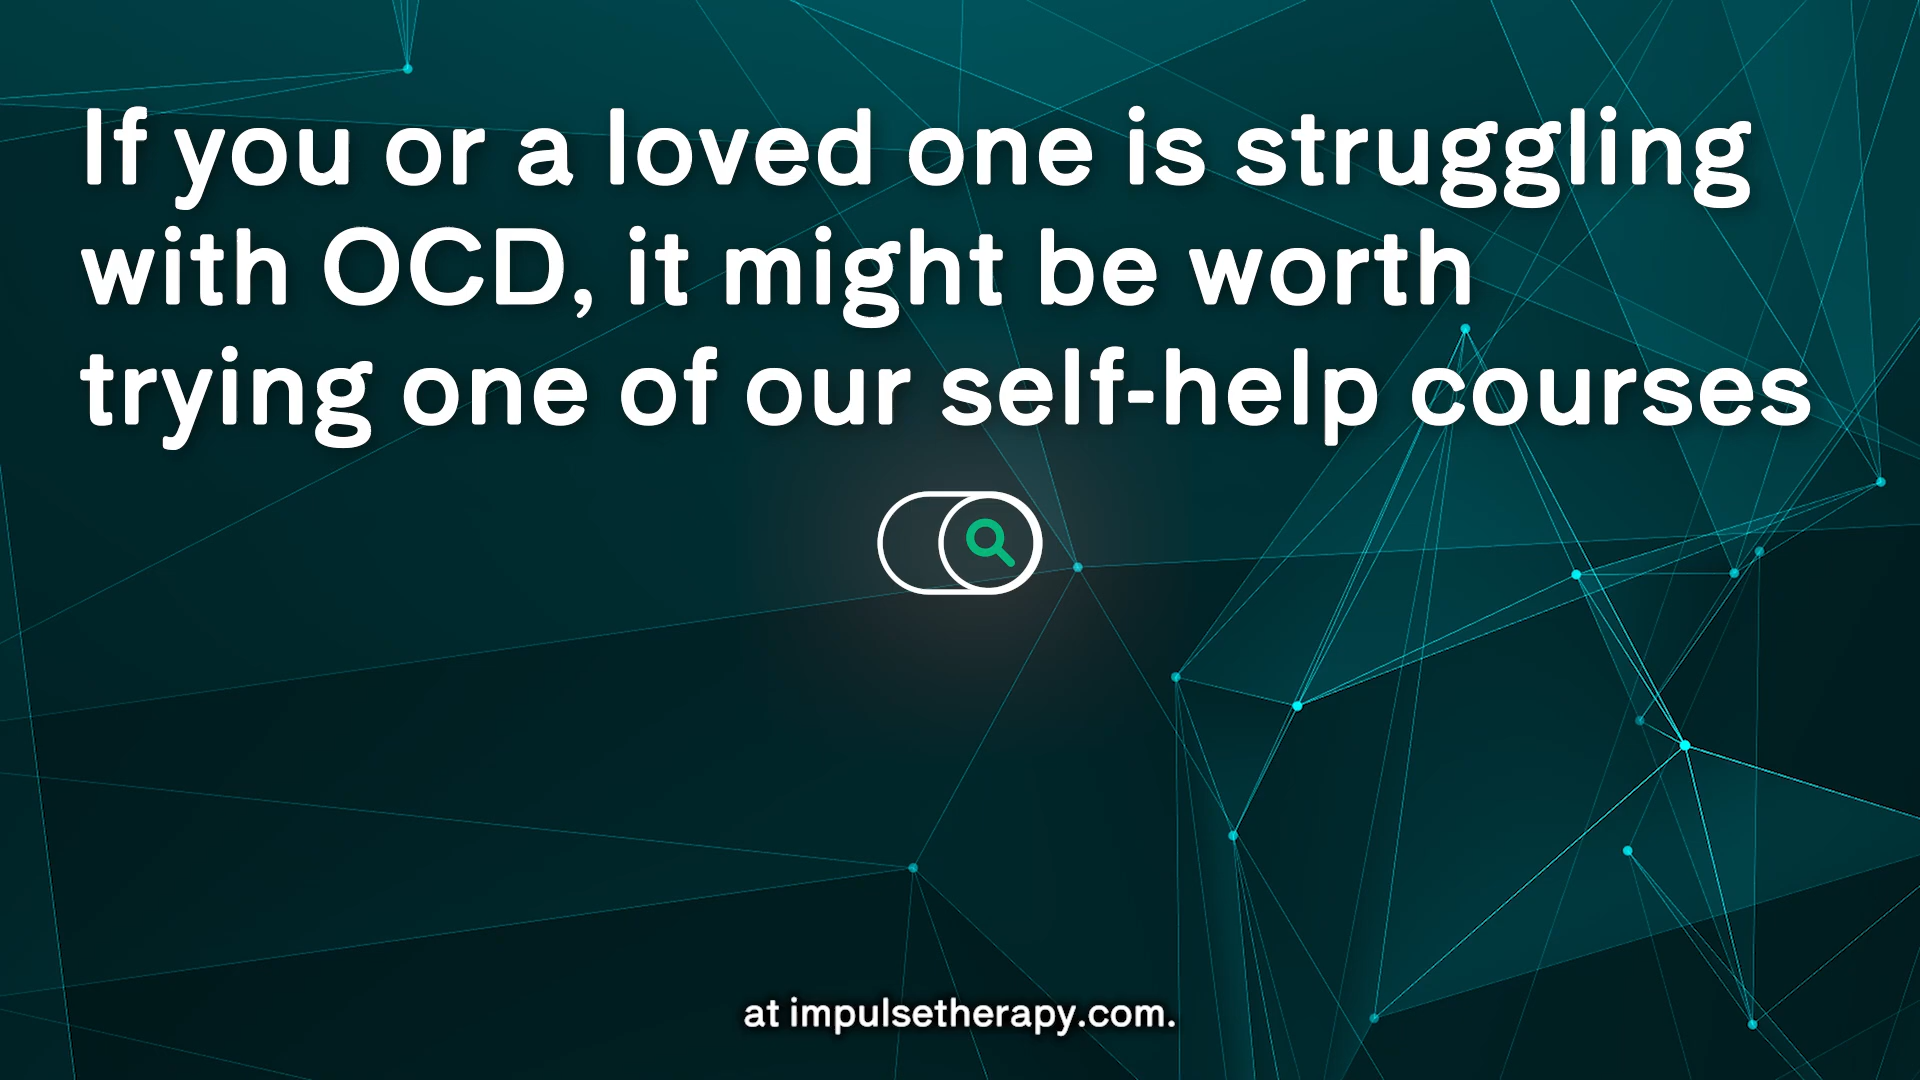 If you or a loved one is struggling
with OCD, it might be worth
trying one of our self-help courses
at impulsetherapy.com.